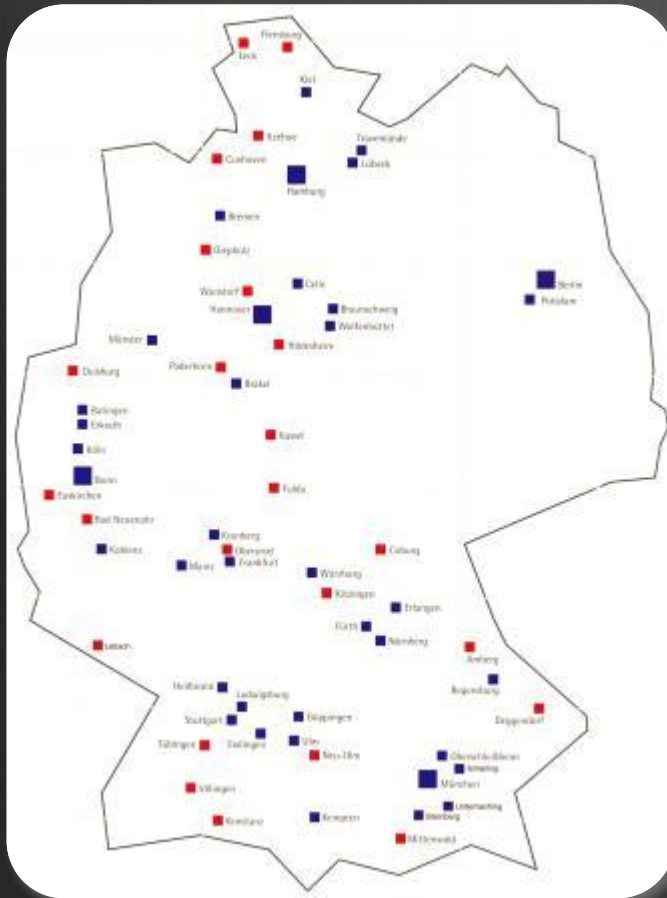 Flensburg
Leck
Kiel
Itzehoe
Travemünde
Cuxhaven
Lübeck
Hamburg
Bremen
Diepholz
Celle
Berlin
Wunstorf
Potsdam
Hannover
Braunschweig
Wolfenbüttel
Münster
Hildesheim
Duisburg
Paderborn
Brakel
Ratingen
Erkrath
Kassel
Köln
Bonn
Fulda
Euskirchen
Bad Neuenahr
Kronberg
Koblenz
Oberursel
Coburg
Frankfurt
Mainz
Würzburg
Kitzingen
Erlangen
Fürth
Nürnberg
Lebach
Amberg
Heilbronn
Regensburg
Ludwigsburg
Deggendorf
Stuttgart
Göppingen
Esslingen
Ulm
Tübingen
Neu-Ulm
Oberschleißheim
Ismaning
München
Villingen
Unterhaching
Starnberg
Konstanz
Kempten
Mittenwald